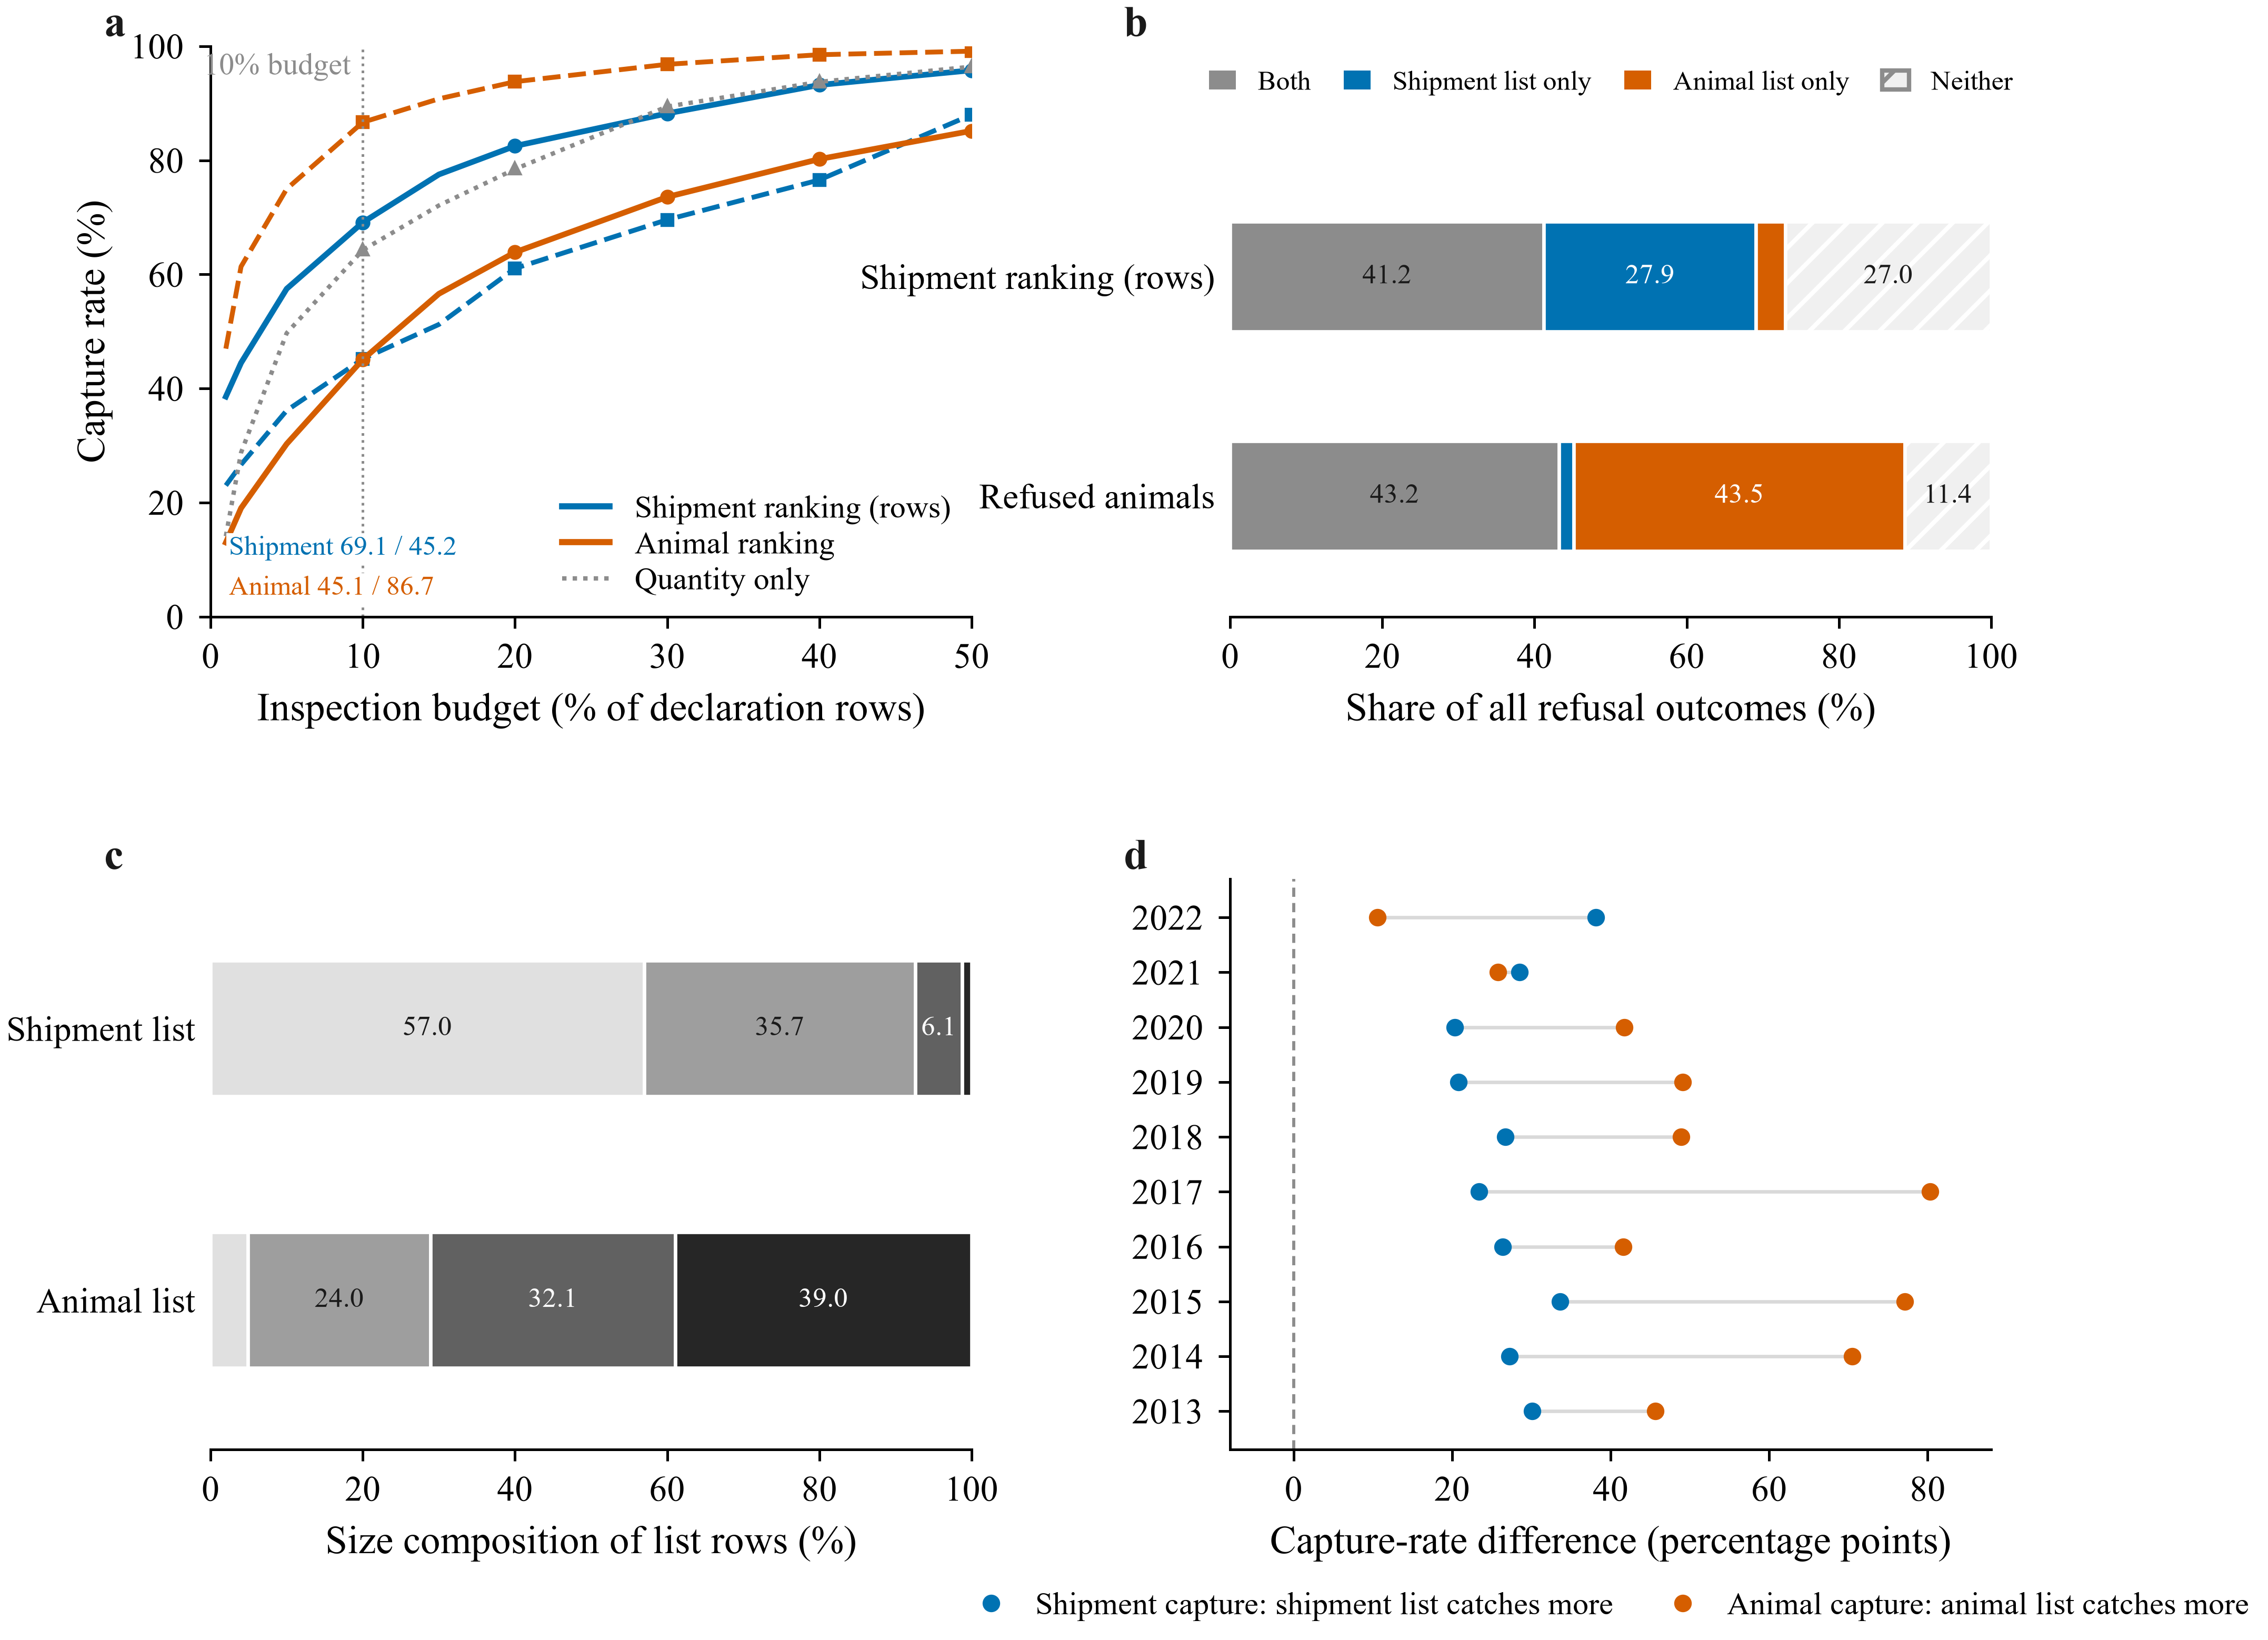 a
100
80
60
40
20
0
Capture rate (%)
10% budget
Shipment 69.1 / 45.2
Animal 45.1 / 86.7
Shipment ranking (rows)
Animal ranking
Quantity only
0 10 20 30 40 50
Inspection budget (% of declaration rows)
b
Both Shipment list only Animal list only Neither
Shipment ranking (rows) 41.2 27.9 27.0
Refused animals 43.2 43.5 11.4
0 20 40 60 80 100
Share of all refusal outcomes (%)
c
Shipment list 57.0 35.7 6.1
Animal list 24.0 32.1 39.0
0 20 40 60 80 100
Size composition of list rows (%)
d
2022
2021
2020
2019
2018
2017
2016
2015
2014
2013
0 20 40 60 80
Capture-rate difference (percentage points)
Shipment capture: shipment list catches more Animal capture: animal list catches more